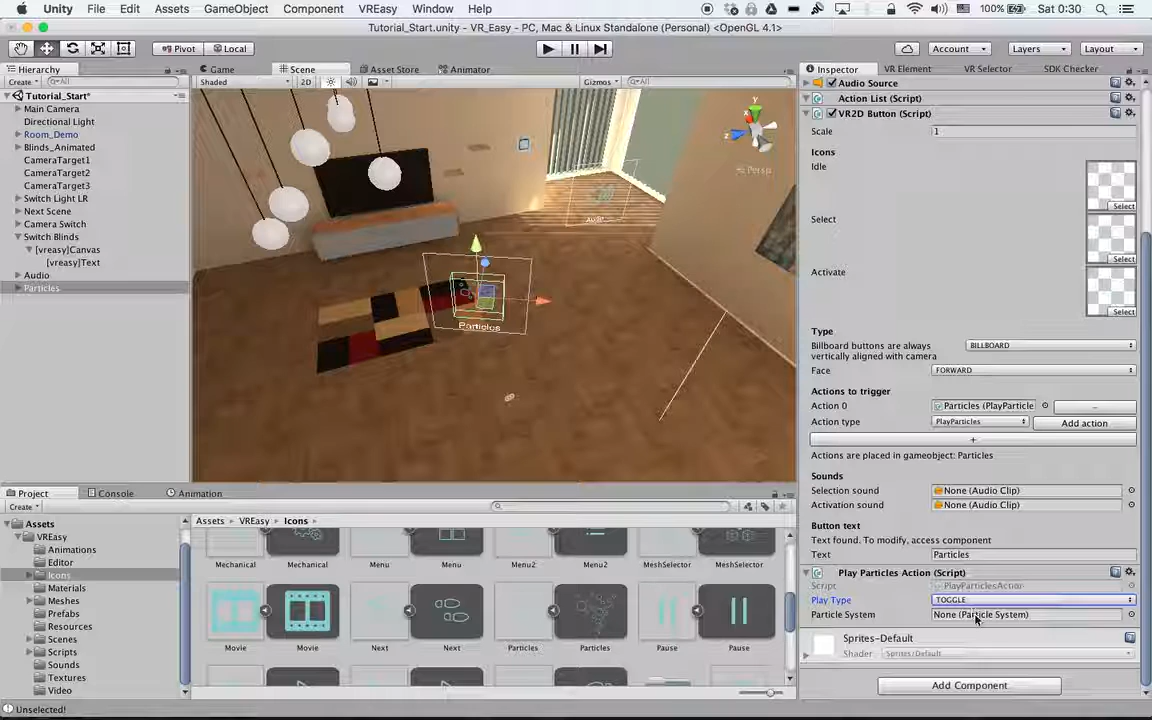 Unity File Edit Assets GameObject Component VREasy Window Help 100% Sat 0:30
Tutorial_Start.unity - VR_Easy - PC, Mac & Linux Standalone (Personal) <OpenGL 4.1>
Pivot Local Account Layers Layout
Hierarchy Game Scene Asset Store Animator Inspector VR Element VR Selector SDK Checker
Create All Shaded 2D Gizmos All
Tutorial_Start*
Main Camera
Directional Light
Room_Demo
Blinds_Animated
CameraTarget1
CameraTarget2
CameraTarget3
Switch Light LR
Next Scene
Camera Switch
Switch Blinds
[vreasy]Canvas
[vreasy]Text
Audio
Particles
y
x
z
Persp
Particles
Audio Source
Action List (Script)
VR2D Button (Script)
Scale 1
Icons
Idle
Select
Select
Select
Activate
Select
Type
Billboard buttons are always vertically aligned with camera BILLBOARD
Face FORWARD
Actions to trigger
Action 0 Particles (PlayParticle -
Action type PlayParticles Add action
+
Actions are placed in gameobject: Particles
Sounds
Selection sound None (Audio Clip)
Activation sound None (Audio Clip)
Button text
Text found. To modify, access component
Text Particles
Play Particles Action (Script)
Script PlayParticlesAction
Play Type TOGGLE
Particle System None (Particle System)
Sprites-Default
Shader Sprites/Default
Add Component
Project Console Animation
Create
Assets
VREasy
Animations
Editor
Icons
Materials
Meshes
Prefabs
Resources
Scenes
Scripts
Sounds
Textures
Video
Assets VREasy Icons
Mechanical Mechanical Menu Menu Menu2 Menu2 MeshSelector MeshSelector
Movie Movie Next Next Particles Particles Pause Pause
Unselected!